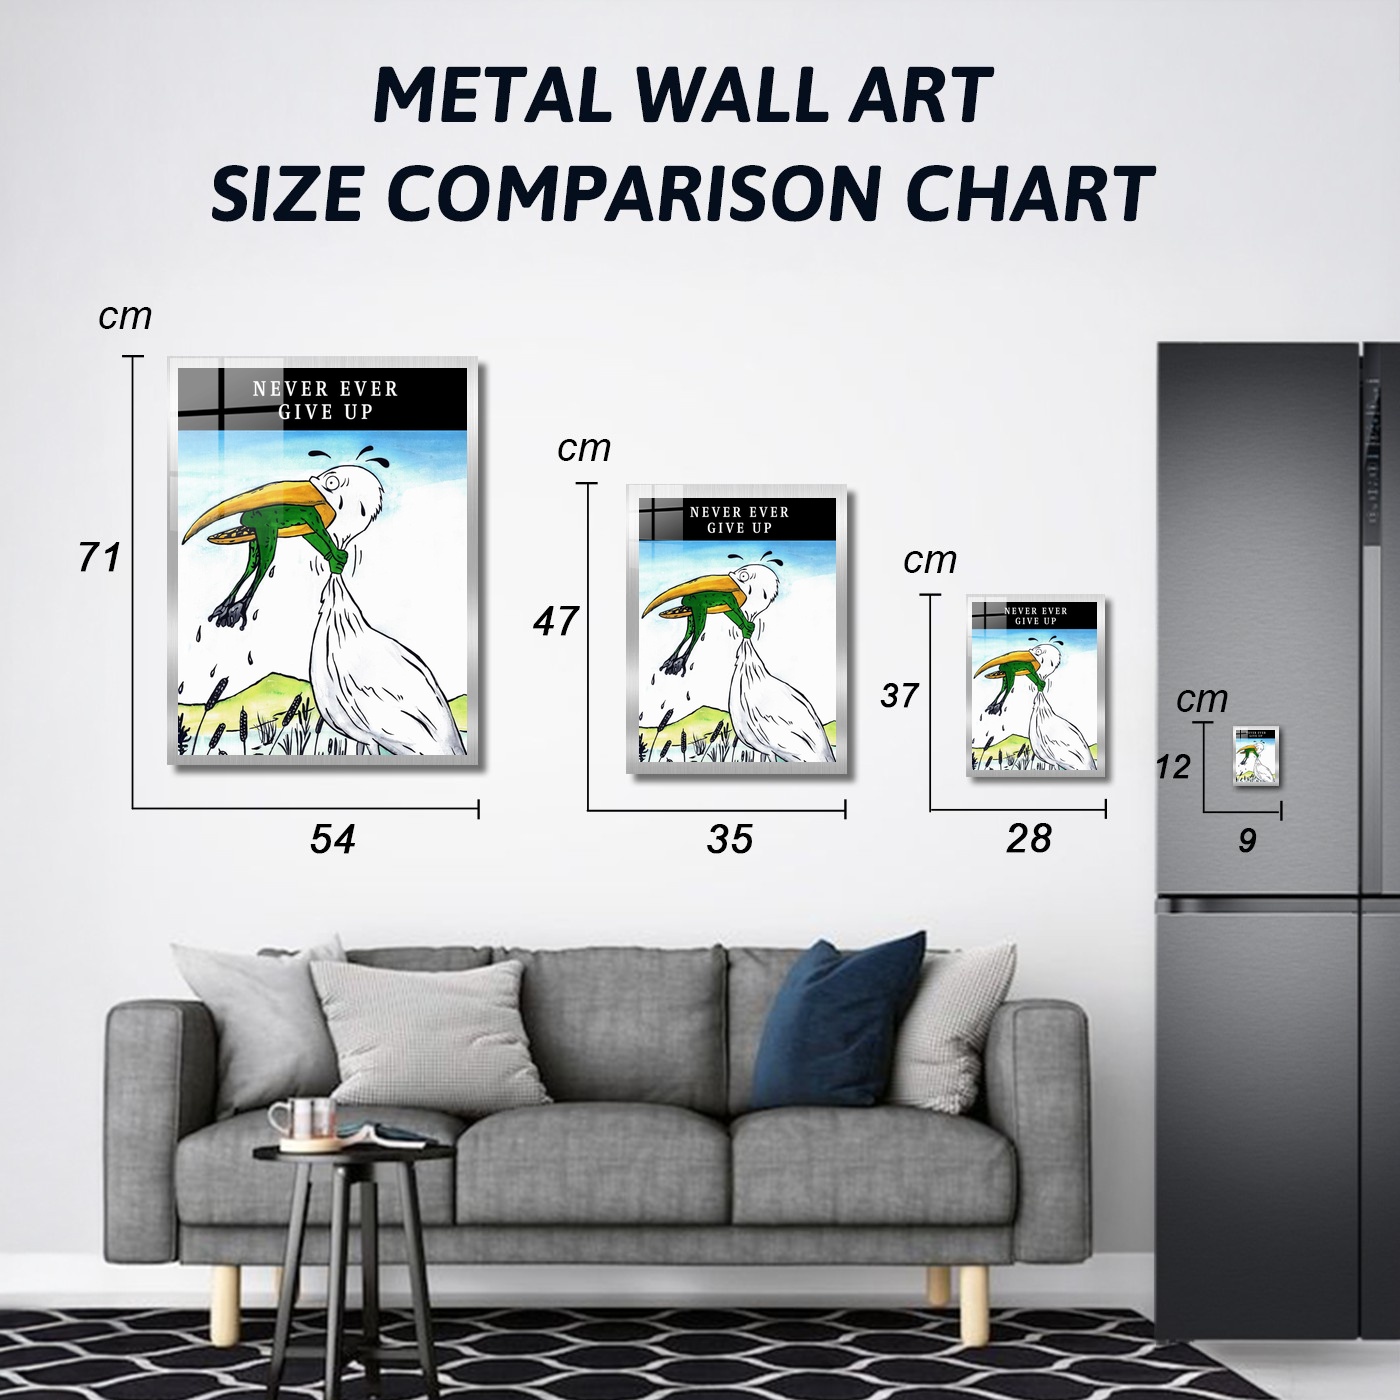 METAL WALL ART
SIZE COMPARISON CHART
cm
NEVER EVER
GIVE UP
71
54
cm
NEVER EVER
GIVE UP
47
35
cm
NEVER EVER
GIVE UP
37
28
cm
12
9